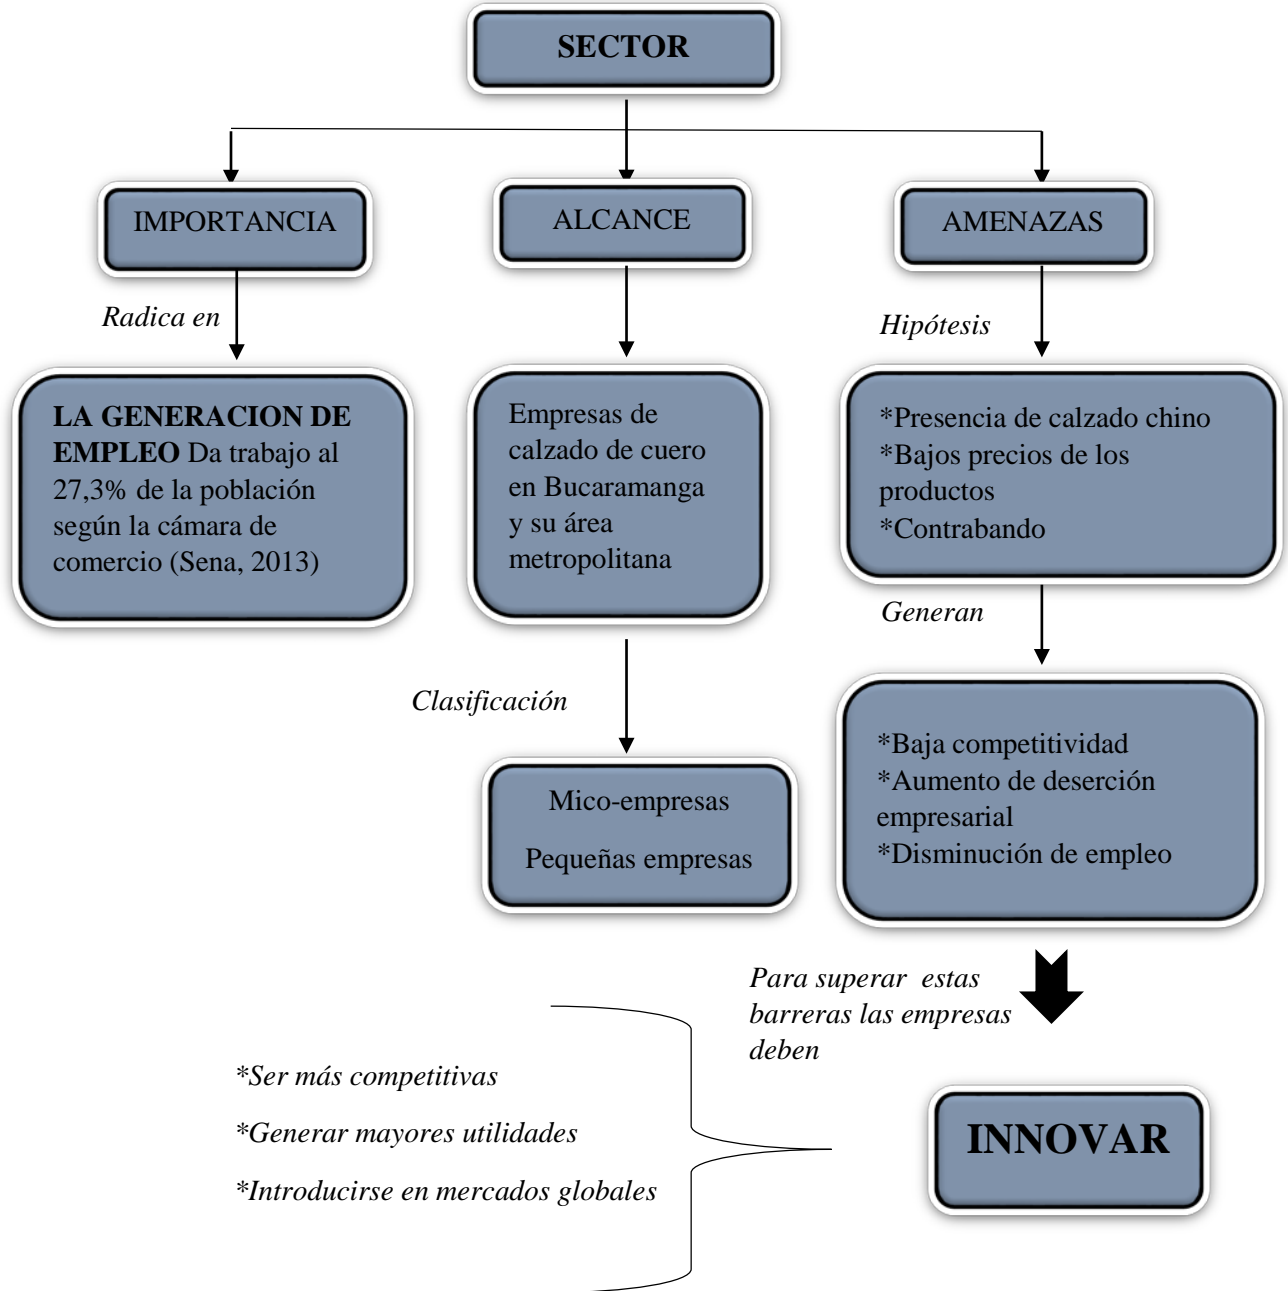 SECTOR
IMPORTANCIA
ALCANCE
AMENAZAS
Radica en
Hipótesis
LA GENERACION DE
EMPLEO Da trabajo al
27,3% de la población
según la cámara de
comercio (Sena, 2013)
Empresas de
calzado de cuero
en Bucaramanga
y su área
metropolitana
*Presencia de calzado chino
*Bajos precios de los
productos
*Contrabando
Generan
Clasificación
Mico-empresas
Pequeñas empresas
*Baja competitividad
*Aumento de deserción
empresarial
*Disminución de empleo
Para superar  estas
barreras las empresas
deben
*Ser más competitivas
*Generar mayores utilidades
*Introducirse en mercados globales
INNOVAR